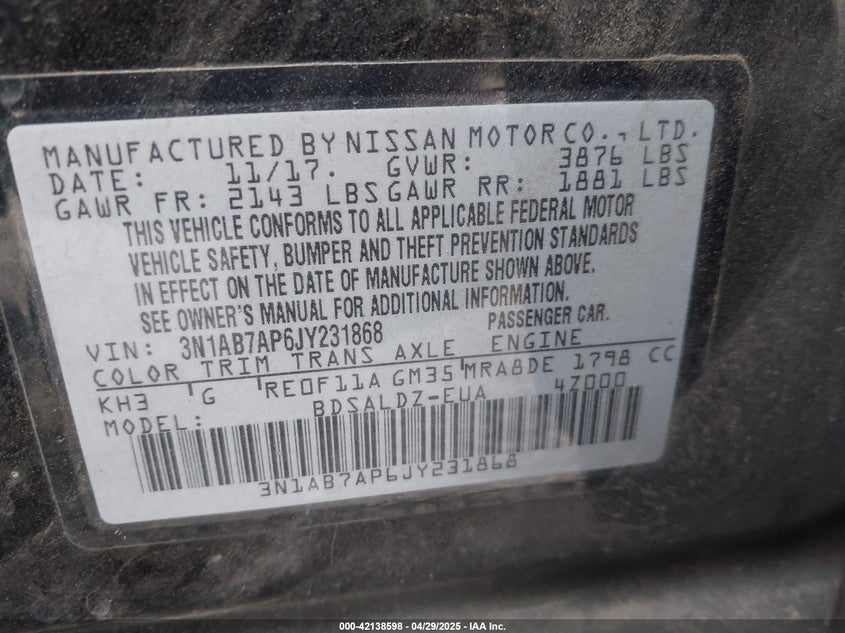 MANUFACTURED BY NISSAN MOTOR CO., LTD.
DATE: 11/17. GVWR: 3876 LBS
GAWR FR: 2143 LBS GAWR RR: 1881 LBS
THIS VEHICLE CONFORMS TO ALL APPLICABLE FEDERAL MOTOR
VEHICLE SAFETY, BUMPER AND THEFT PREVENTION STANDARDS
IN EFFECT ON THE DATE OF MANUFACTURE SHOWN ABOVE.
SEE OWNER'S MANUAL FOR ADDITIONAL INFORMATION.
VIN: 3N1AB7AP6JY231868 PASSENGER CAR.
COLOR TRIM TRANS AXLE ENGINE
KH3 G RE0F11A GM35 MRA8DE 1798 CC
MODEL: BDSALDZ-EUA 4Z000
3N1AB7AP6JY231868
000-42138598 - 04/29/2025 - IAA Inc.